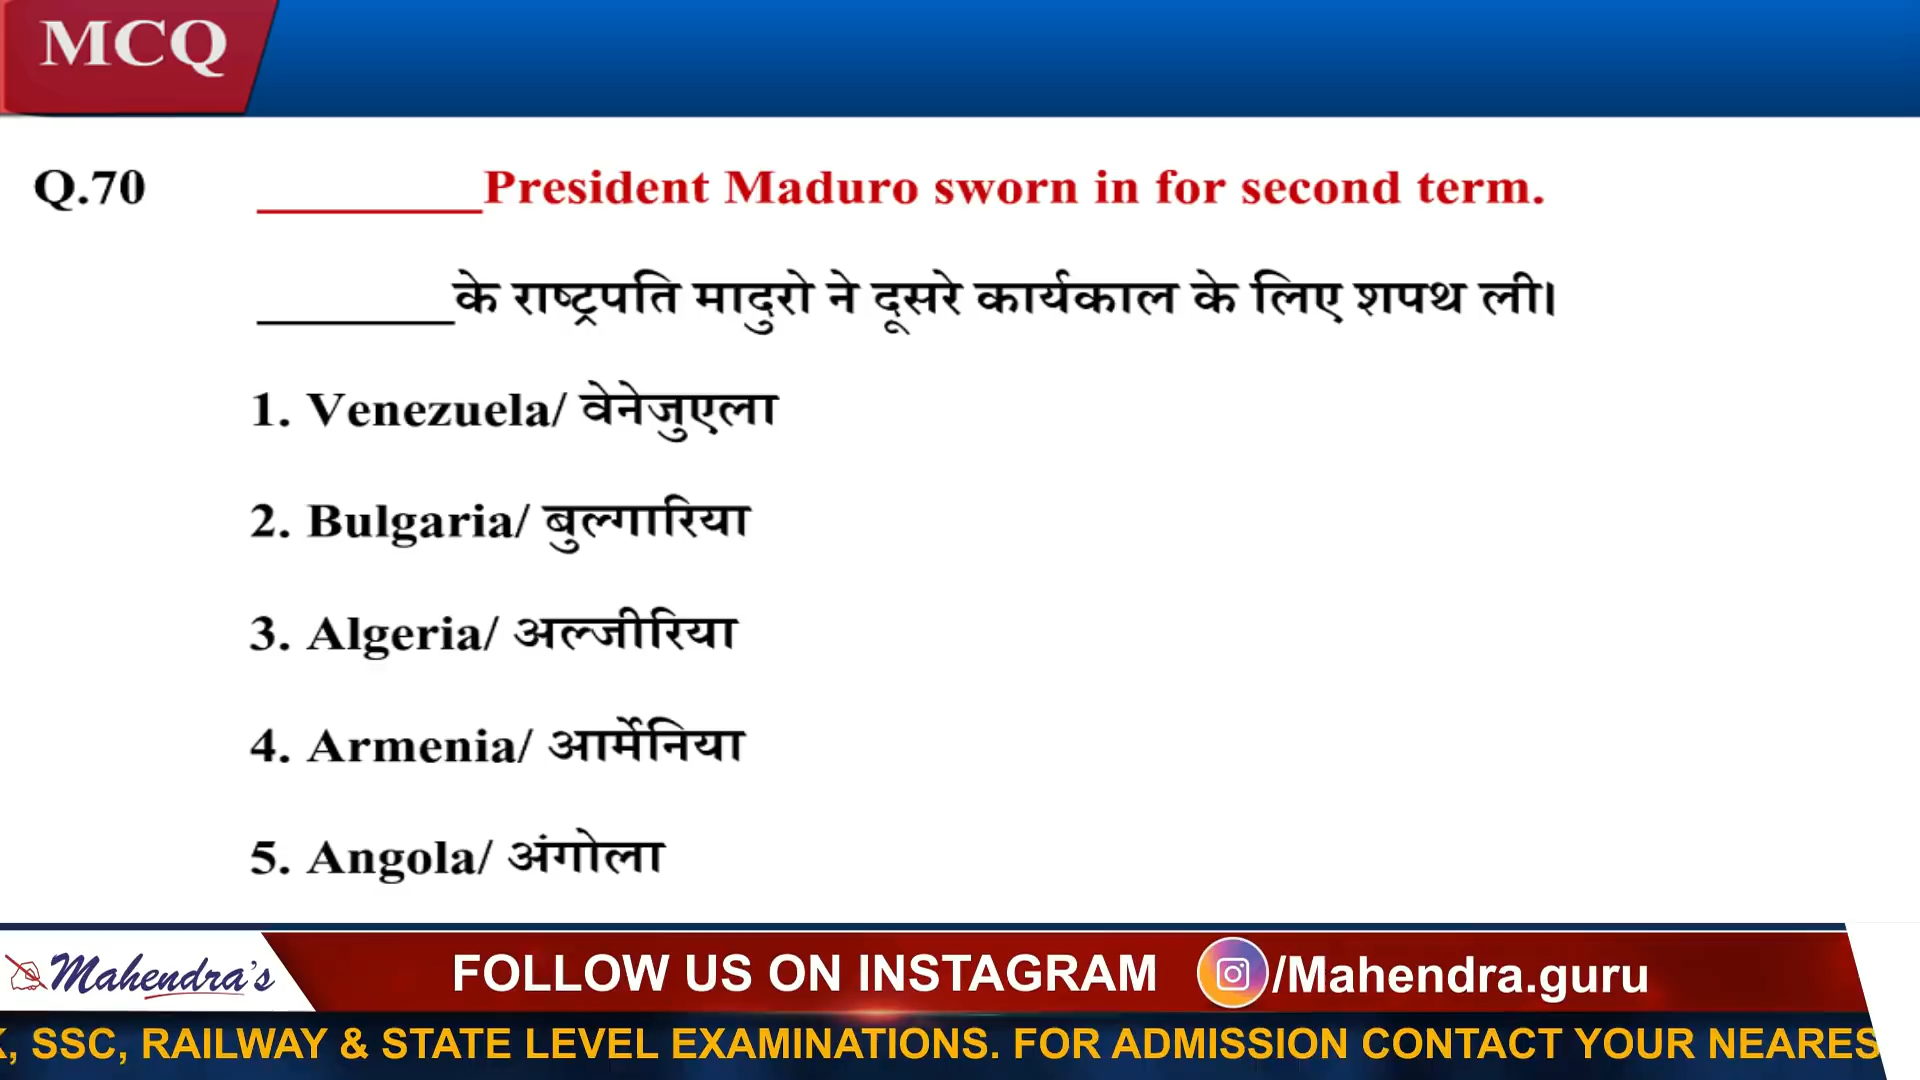 MCQ
Q.70 ________President Maduro sworn in for second term.
_______के राष्ट्रपति मादुरो ने दूसरे कार्यकाल के लिए शपथ ली।
1. Venezuela/ वेनेजुएला
2. Bulgaria/ बुल्गारिया
3. Algeria/ अल्जीरिया
4. Armenia/ आर्मेनिया
5. Angola/ अंगोला
Mahendra's FOLLOW US ON INSTAGRAM /Mahendra.guru
, SSC, RAILWAY & STATE LEVEL EXAMINATIONS. FOR ADMISSION CONTACT YOUR NEARES